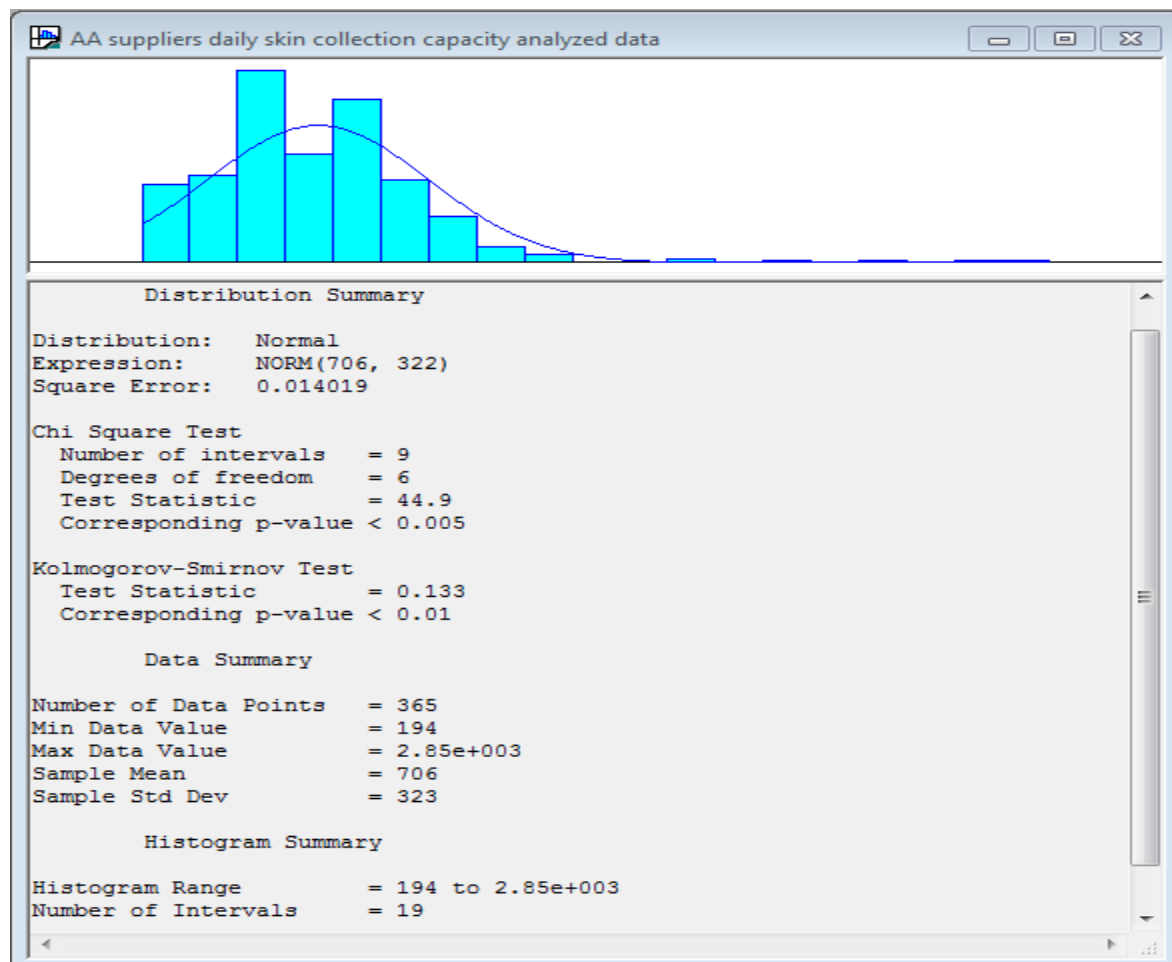 AA suppliers daily skin collection capacity analyzed data
Distribution Summary
Distribution: Normal
Expression: NORM(706, 322)
Square Error: 0.014019
Chi Square Test
Number of intervals = 9
Degrees of freedom = 6
Test Statistic = 44.9
Corresponding p-value < 0.005
Kolmogorov-Smirnov Test
Test Statistic = 0.133
Corresponding p-value < 0.01
Data Summary
Number of Data Points = 365
Min Data Value = 194
Max Data Value = 2.85e+003
Sample Mean = 706
Sample Std Dev = 323
Histogram Summary
Histogram Range = 194 to 2.85e+003
Number of Intervals = 19